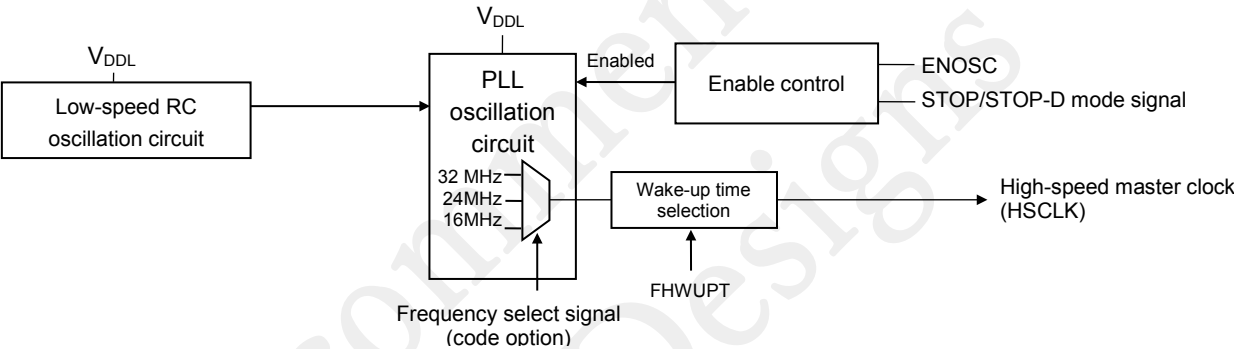 VDDL
VDDL
Low-speed RC
oscillation circuit
PLL
oscillation
circuit
32 MHz
24MHz
16MHz
Enabled
Enable control
ENOSC
STOP/STOP-D mode signal
Wake-up time
selection
High-speed master clock
(HSCLK)
FHWUPT
Frequency select signal
(code option)
Designs